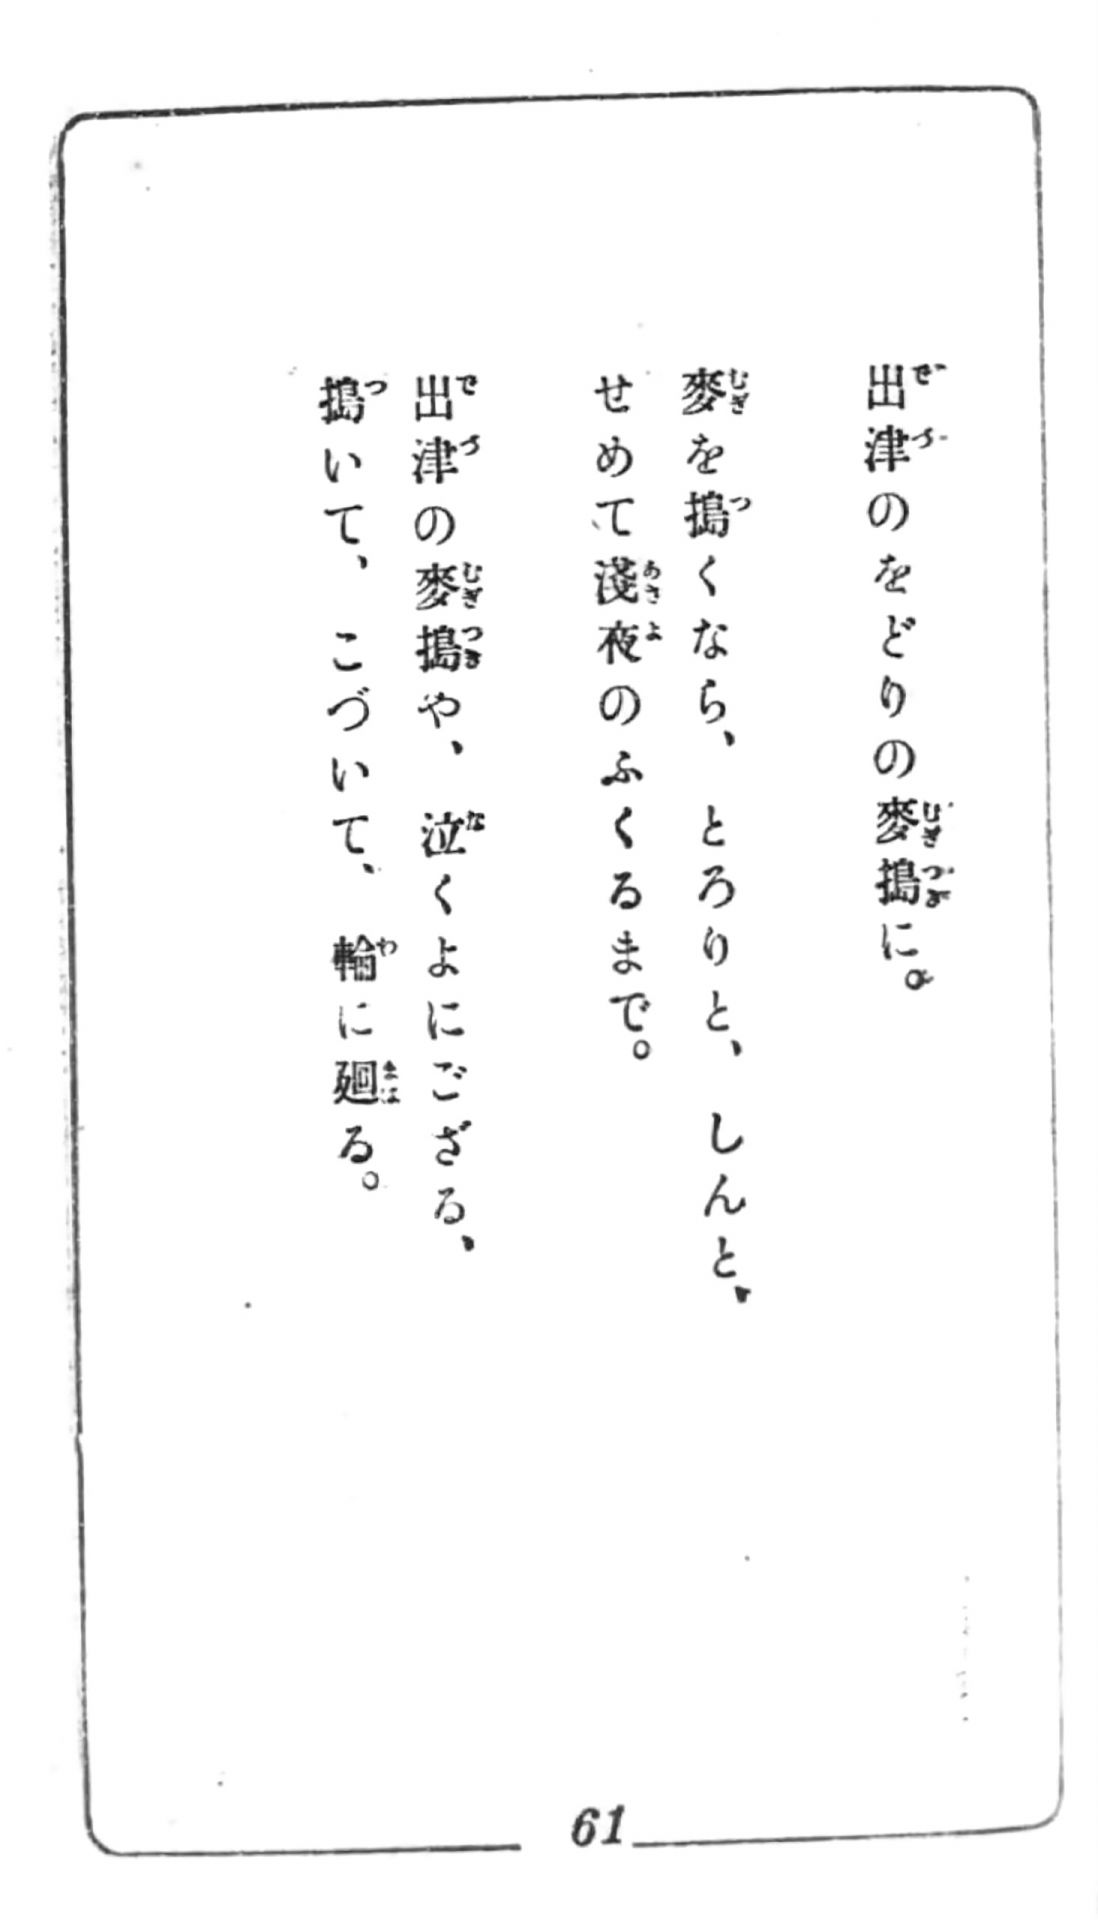 出津のをどりの麥搗に。
麥を搗くなら、とろりと、しんと、
せめて淺夜のふくるまで。
出津の麥搗や、泣くよにござる、
搗いて、こづいて、輪に廻る。
61